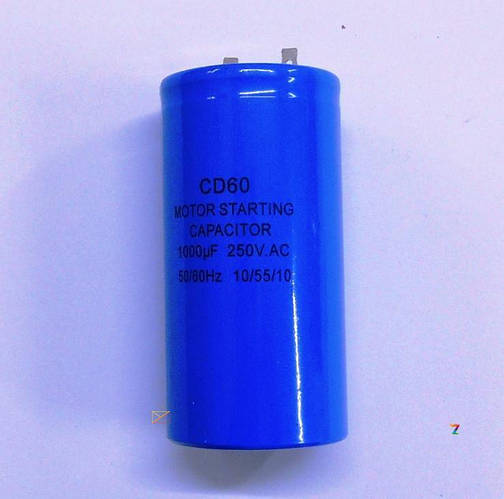 CD60
MOTOR STARTING
CAPACITOR
1000µF 250V.AC
50/60Hz 10/55/10
Z